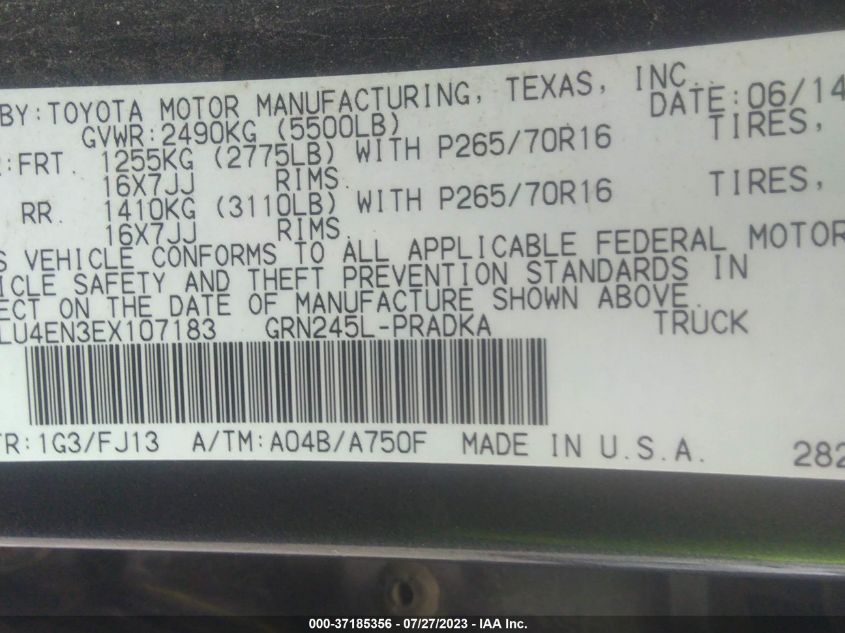 BY: TOYOTA MOTOR MANUFACTURING, TEXAS, INC. DATE: 06/14
GVWR: 2490KG (5500LB)
:FRT. 1255KG (2775LB) WITH P265/70R16 TIRES,
16X7JJ RIMS.
RR. 1410KG (3110LB) WITH P265/70R16 TIRES,
16X7JJ RIMS.
S VEHICLE CONFORMS TO ALL APPLICABLE FEDERAL MOTOR
ICLE SAFETY AND THEFT PREVENTION STANDARDS IN
ECT ON THE DATE OF MANUFACTURE SHOWN ABOVE.
LU4EN3EX107183 GRN245L-PRADKA TRUCK
TR: 1G3/FJ13 A/TM: A04B/A750F MADE IN U.S.A. 282
000-37185356 - 07/27/2023 - IAA Inc.